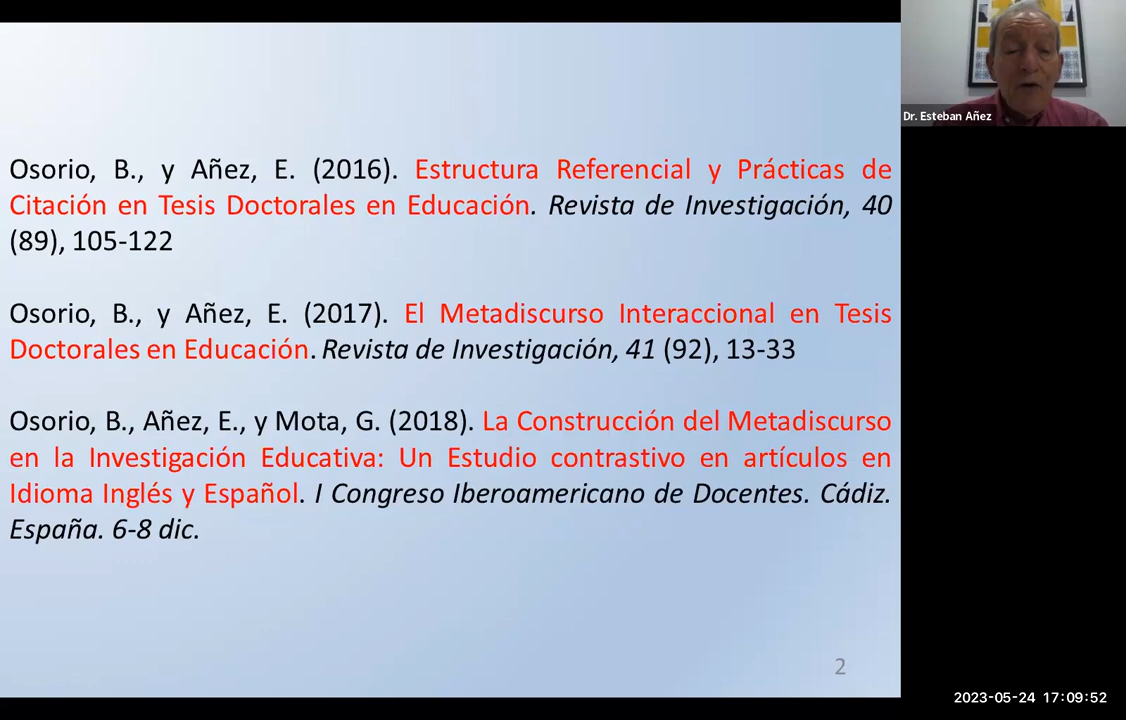 Osorio, B., y Añez, E. (2016). Estructura Referencial y Prácticas de
Citación en Tesis Doctorales en Educación. Revista de Investigación, 40
(89), 105-122
Osorio, B., y Añez, E. (2017). El Metadiscurso Interaccional en Tesis
Doctorales en Educación. Revista de Investigación, 41 (92), 13-33
Osorio, B., Añez, E., y Mota, G. (2018). La Construcción del Metadiscurso
en la Investigación Educativa: Un Estudio contrastivo en artículos en
Idioma Inglés y Español. I Congreso Iberoamericano de Docentes. Cádiz.
España. 6-8 dic.
2
Dr. Esteban Añez
2023-05-24 17:09:52